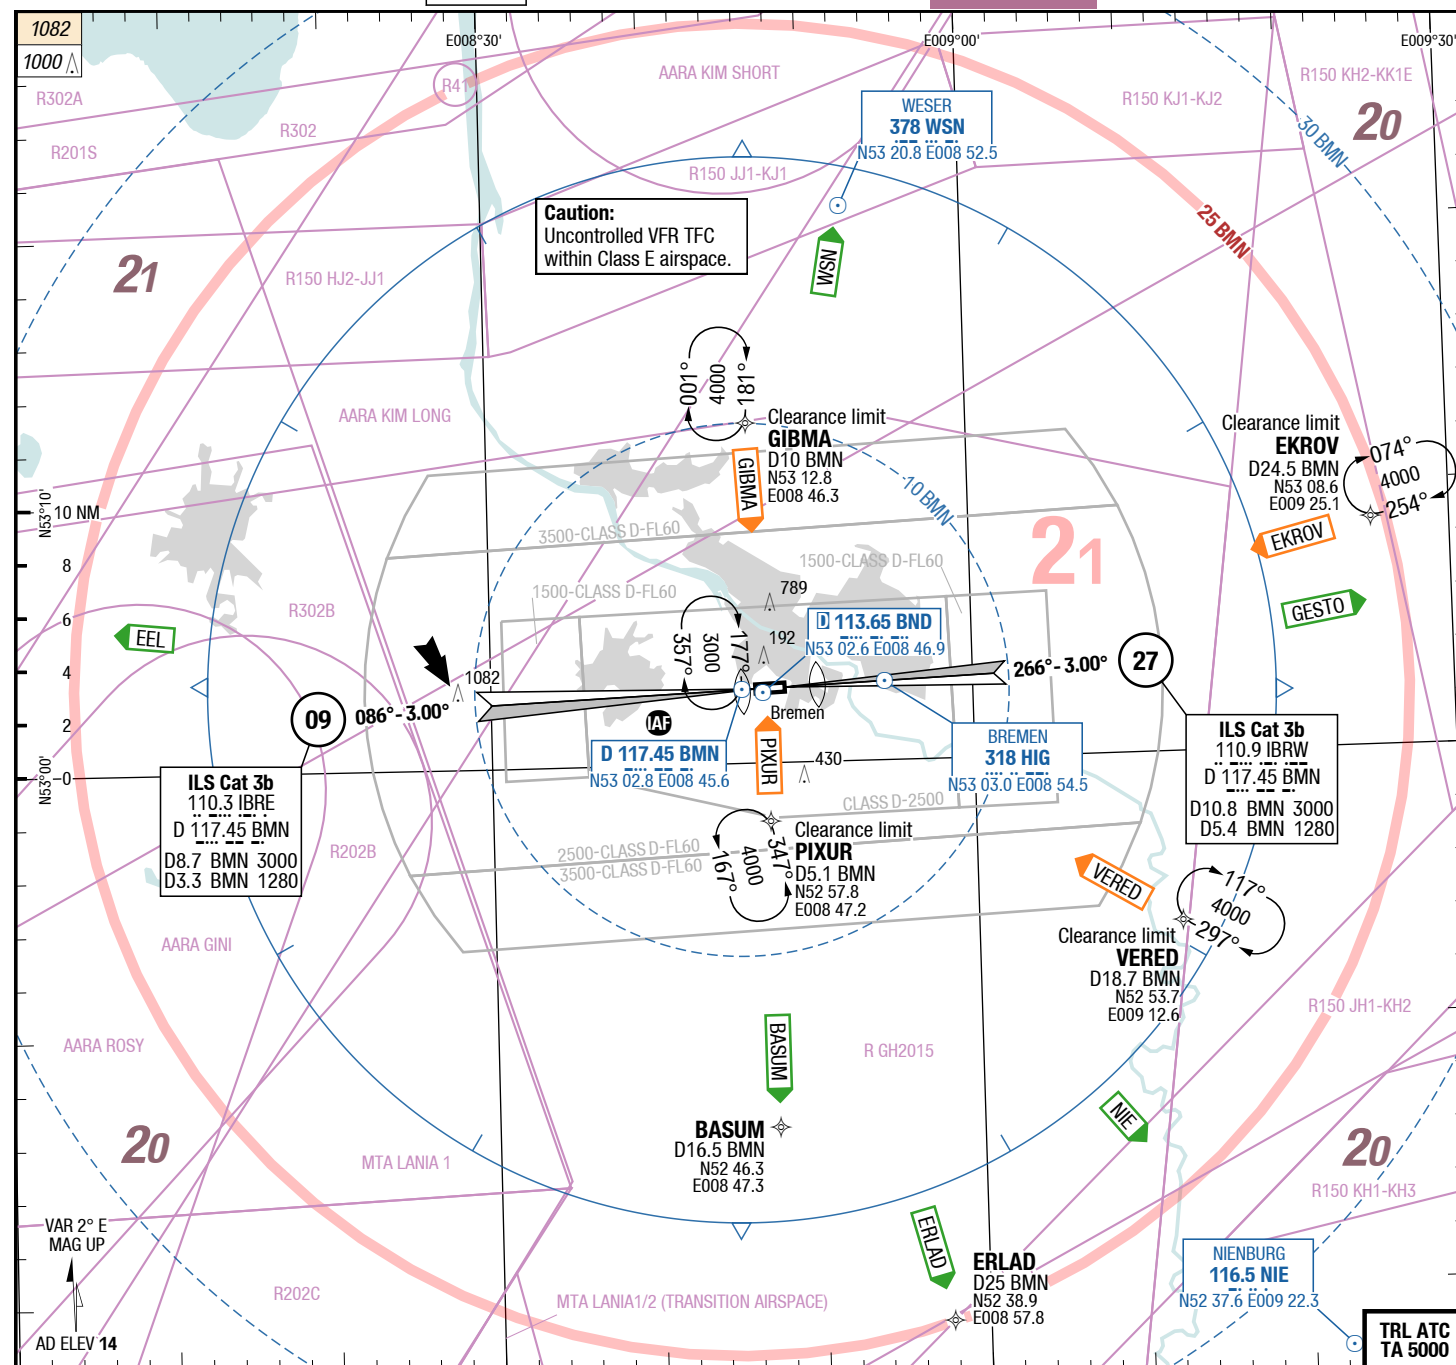 1082
1000
E008°30'
E009°00'
E009°30'
R302A
R41
AARA KIM SHORT
R150 KJ1-KJ2
R150 KH2-KK1E
20
R302
R201S
WESER
378 WSN
N53 20.8 E008 52.5
30 BMN
R150 JJ1-KJ1
Caution:
Uncontrolled VFR TFC
within Class E airspace.
25 BMN
21
R150 HJ2-JJ1
WSN
001°
4000
181°
AARA KIM LONG
Clearance limit
GIBMA
D10 BMN
N53 12.8
E008 46.3
GIBMA
Clearance limit
EKROV
D24.5 BMN
N53 08.6
E009 25.1
074°
4000
254°
EKROV
10 BMN
N53°10'
10 NM
8
6
4
2
0
N53°00'
3500-CLASS D-FL60
1500-CLASS D-FL60
1500-CLASS D-FL60
21
GESTO
R302B
EEL
789
192
357°
3000
177°
D 113.65 BND
N53 02.6 E008 46.9
1082
266°-3.00°
27
09
086°-3.00°
IAF
Bremen
D 117.45 BMN
N53 02.8 E008 45.6
PIXUR
430
BREMEN
318 HIG
N53 03.0 E008 54.5
ILS Cat 3b
110.9 IBRW
D 117.45 BMN
D10.8 BMN 3000
D5.4 BMN 1280
ILS Cat 3b
110.3 IBRE
D 117.45 BMN
D8.7 BMN 3000
D3.3 BMN 1280
CLASS D-2500
R202B
2500-CLASS D-FL60
3500-CLASS D-FL60
167°
4000
347°
Clearance limit
PIXUR
D5.1 BMN
N52 57.8
E008 47.2
VERED
117°
4000
297°
Clearance limit
VERED
D18.7 BMN
N52 53.7
E009 12.6
AARA GINI
R150 JH1-KH2
AARA ROSY
BASUM
R GH2015
NIE
BASUM
D16.5 BMN
N52 46.3
E008 47.3
20
MTA LANIA 1
20
R150 KH1-KH3
VAR 2° E
MAG UP
ERLAD
ERLAD
D25 BMN
N52 38.9
E008 57.8
NIENBURG
116.5 NIE
N52 37.6 E009 22.3
R202C
MTA LANIA1/2 (TRANSITION AIRSPACE)
AD ELEV 14
TRL ATC
TA 5000